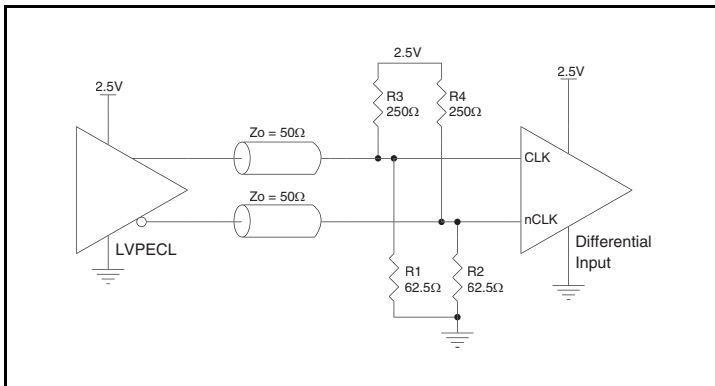 2.5V
2.5V
2.5V
R3
250Ω
R4
250Ω
Zo = 50Ω
CLK
Zo = 50Ω
nCLK
LVPECL
Differential
Input
R1
62.5Ω
R2
62.5Ω